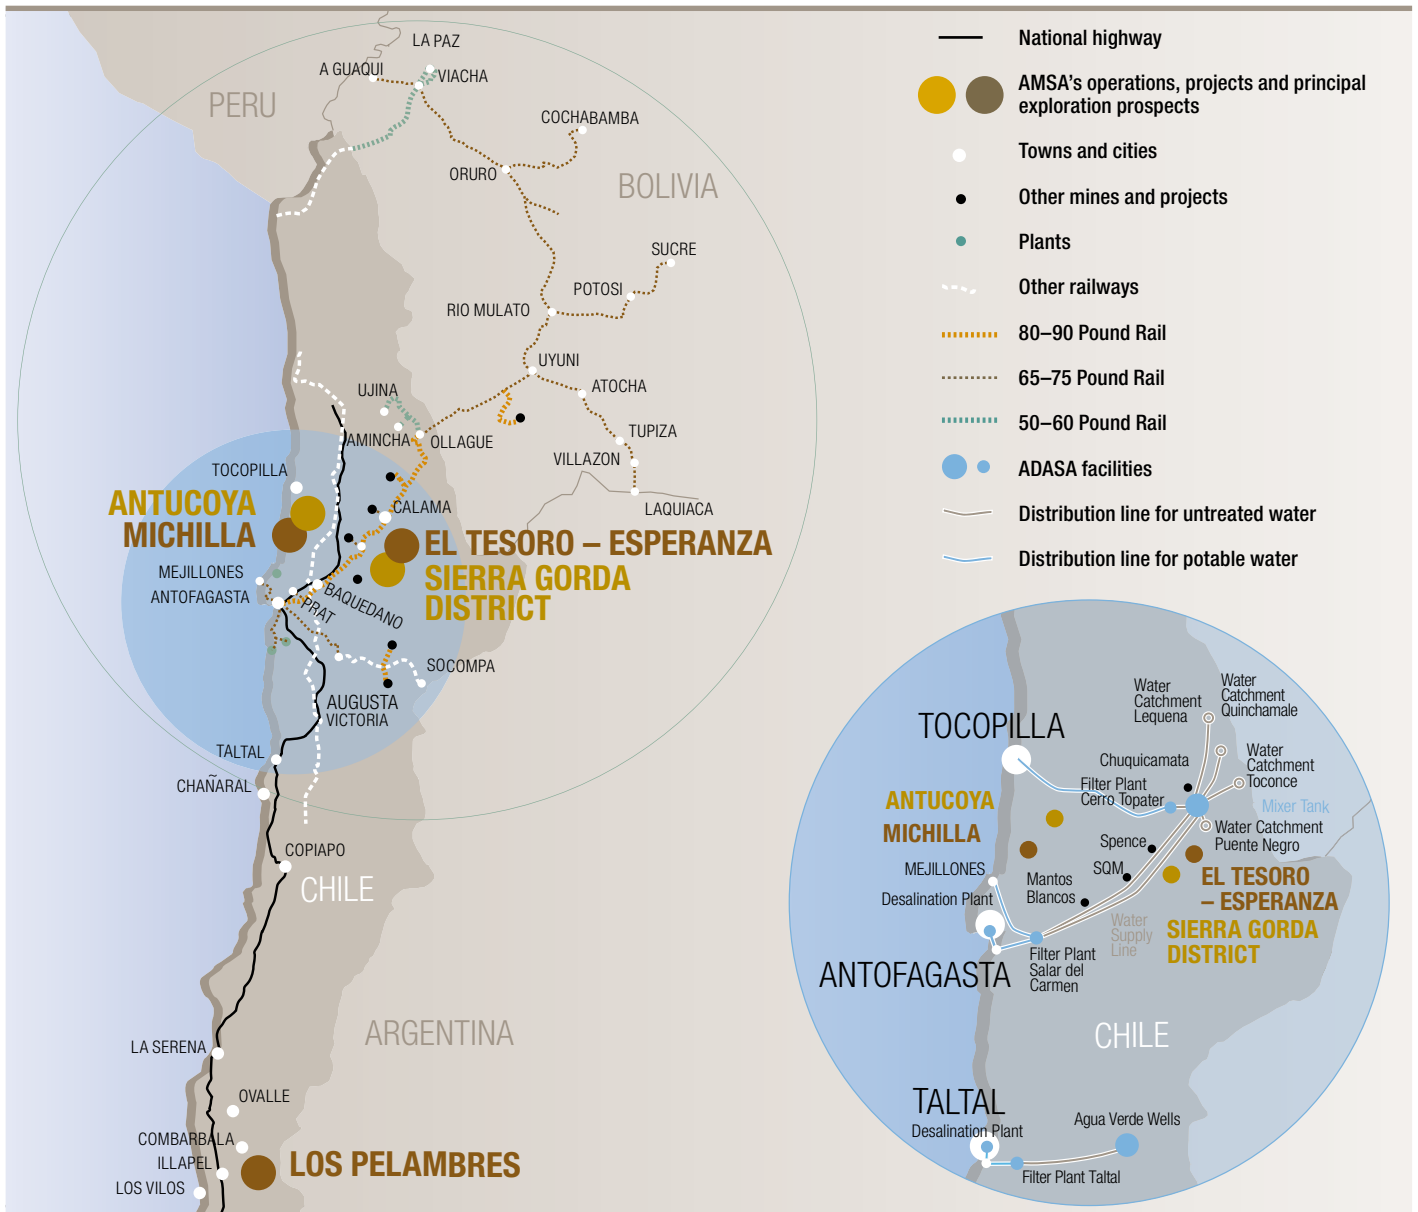 LA PAZ
A GUAQUI
VIACHA
PERU
COCHABAMBA
ORURO
BOLIVIA
SUCRE
POTOSI
RIO MULATO
UYUNI
ATOCHA
UJINA
TUPIZA
AMINCHA
OLLAGUE
VILLAZON
TOCOPILLA
LAQUIACA
CALAMA
ANTUCOYA
MICHILLA
EL TESORO – ESPERANZA
SIERRA GORDA
DISTRICT
MEJILLONES
ANTOFAGASTA
BAQUEDANO
PRAT
SOCOMPA
AUGUSTA
VICTORIA
TALTAL
CHAÑARAL
COPIAPO
CHILE
ARGENTINA
LA SERENA
OVALLE
COMBARBALA
ILLAPEL
LOS PELAMBRES
LOS VILOS
National highway
AMSA’s operations, projects and principal
exploration prospects
Towns and cities
Other mines and projects
Plants
Other railways
80–90 Pound Rail
65–75 Pound Rail
50–60 Pound Rail
ADASA facilities
Distribution line for untreated water
Distribution line for potable water
Water
Catchment
Lequena
Water
Catchment
Quinchamale
TOCOPILLA
Water
Catchment
Toconce
Chuquicamata
Filter Plant
Cerro Topater
Mixer Tank
ANTUCOYA
MICHILLA
Water Catchment
Puente Negro
Spence
SQM
MEJILLONES
Mantos
Blancos
EL TESORO
– ESPERANZA
Desalination Plant
Water
Supply
Line
SIERRA GORDA
DISTRICT
Filter Plant
Salar del
Carmen
ANTOFAGASTA
CHILE
TALTAL
Desalination Plant
Agua Verde Wells
Filter Plant Taltal